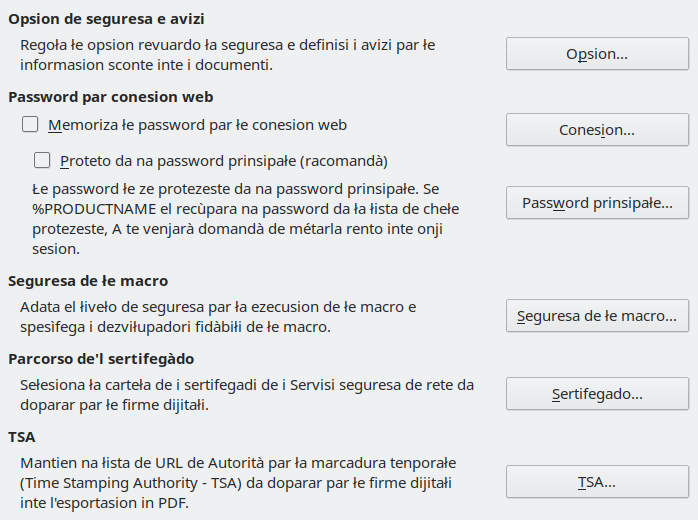 Opsion de seguresa e avizi
Regoła łe opsion revuardo ła seguresa e definisi i avizi par łe
informasion sconte inte i documenti.
Opsion...
Password par conesion web
Memoriza łe password par łe conesion web
Conesion...
Proteto da na password prinsipałe (racomandà)
Łe password łe ze protezeste da na password prinsipałe. Se
%PRODUCTNAME el recùpara na password da ła łista de chełe
protezeste, A te venjarà domandà de métarla rento inte onji
sesion.
Password prinsipałe...
Seguresa de łe macro
Adata el łiveło de seguresa par ła ezecusion de łe macro e
spesìfega i dezviłupadori fidàbiłi de łe macro.
Seguresa de łe macro...
Parcorso de'l sertifegàdo
Sełesiona ła carteła de i sertifegadi de i Servisi seguresa de rete da
doparar par łe firme dijitałi.
Sertifegado...
TSA
Mantien na łista de URL de Autorità par ła marcadura tenporałe
(Time Stamping Authority - TSA) da doparar par łe firme dijitałi
inte l'esportasion in PDF.
TSA...